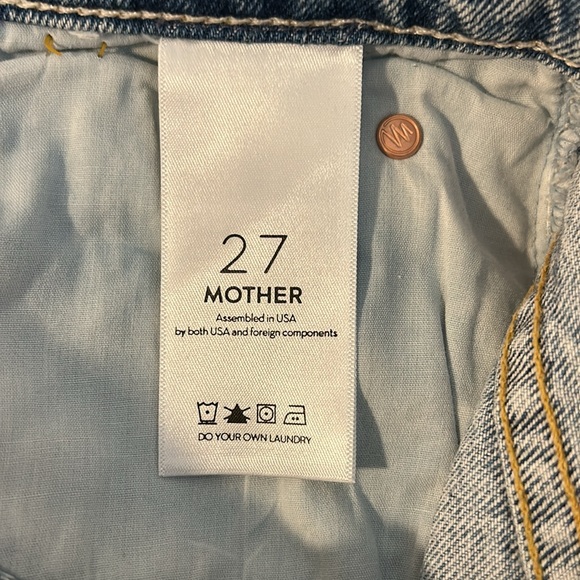 27
MOTHER
Assembled in USA
by both USA and foreign components
DO YOUR OWN LAUNDRY